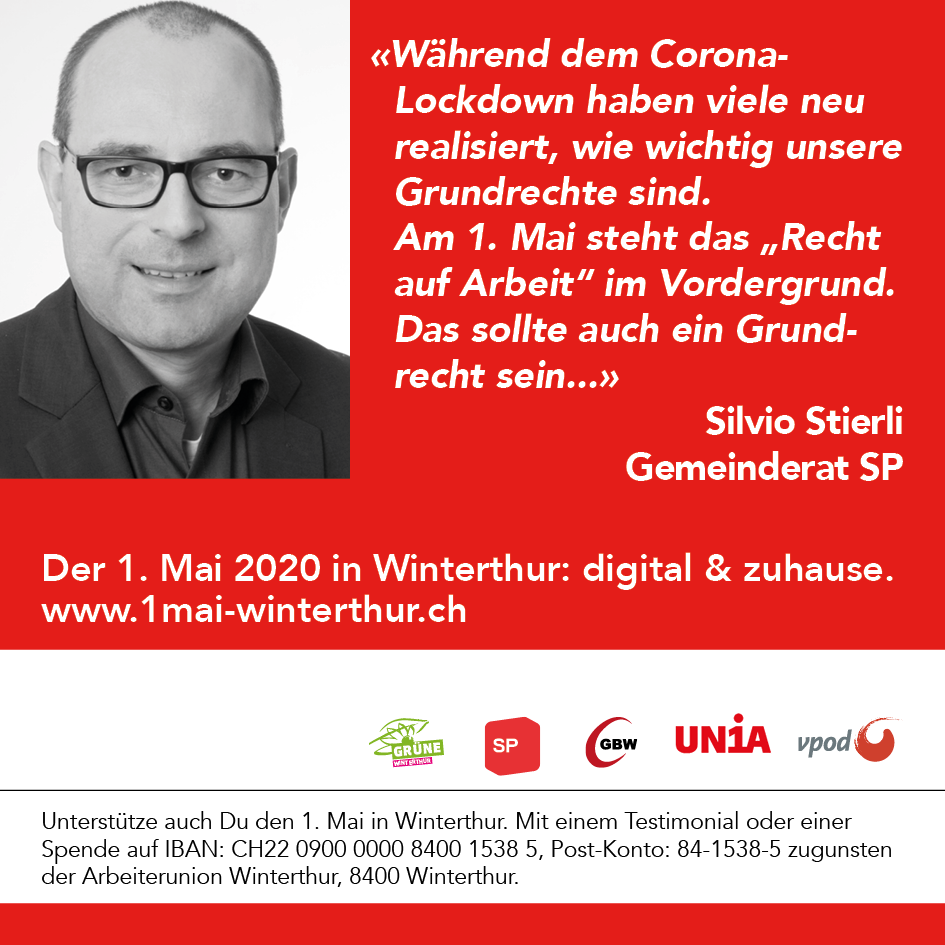 «Während dem Corona-
Lockdown haben viele neu
realisiert, wie wichtig unsere
Grundrechte sind.
Am 1. Mai steht das „Recht
auf Arbeit“ im Vordergrund.
Das sollte auch ein Grund-
recht sein...»
Silvio Stierli
Gemeinderat SP
Der 1. Mai 2020 in Winterthur: digital & zuhause.
www.1mai-winterthur.ch
GRÜNE
WINTERTHUR
SP
GBW
UNiA
vpod
Unterstütze auch Du den 1. Mai in Winterthur. Mit einem Testimonial oder einer
Spende auf IBAN: CH22 0900 0000 8400 1538 5, Post-Konto: 84-1538-5 zugunsten
der Arbeiterunion Winterthur, 8400 Winterthur.